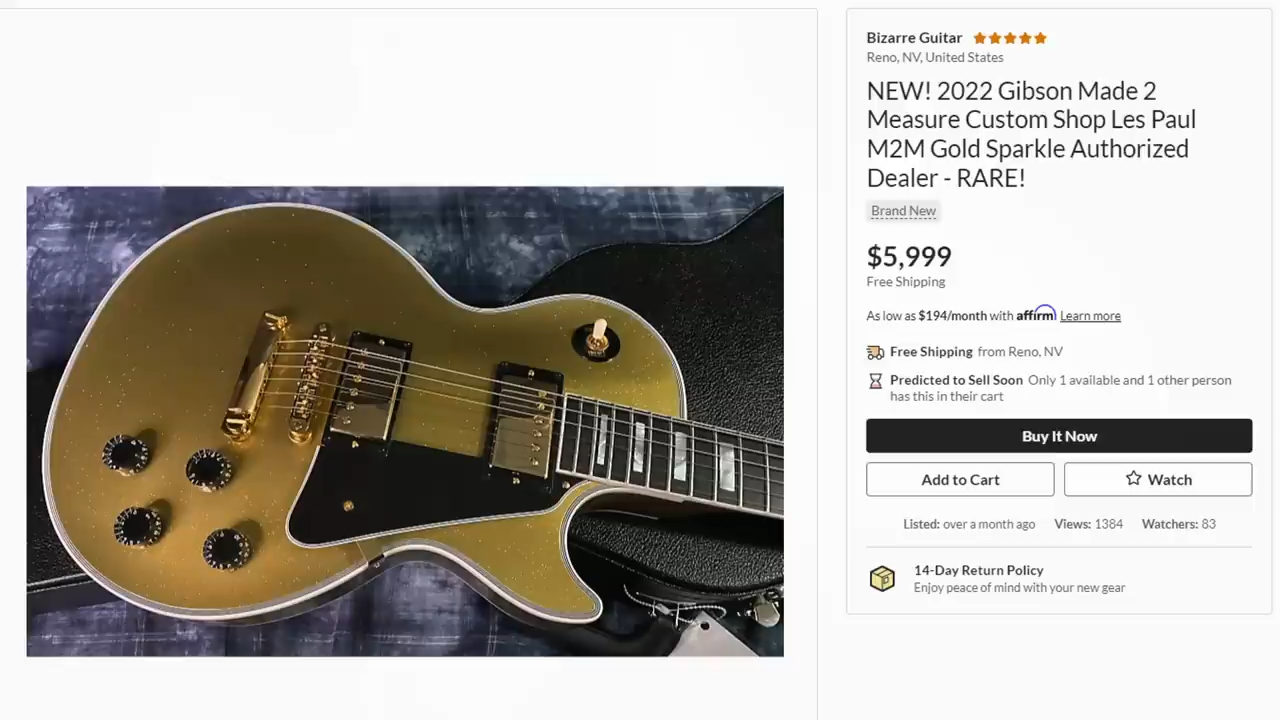 Bizarre Guitar
Reno, NV, United States
NEW! 2022 Gibson Made 2
Measure Custom Shop Les Paul
M2M Gold Sparkle Authorized
Dealer - RARE!
Brand New
$5,999
Free Shipping
As low as $194/month with affirm Learn more
Free Shipping from Reno, NV
Predicted to Sell Soon Only 1 available and 1 other person
has this in their cart
Buy It Now
Add to Cart
Watch
Listed: over a month ago Views: 1384 Watchers: 83
14-Day Return Policy
Enjoy peace of mind with your new gear